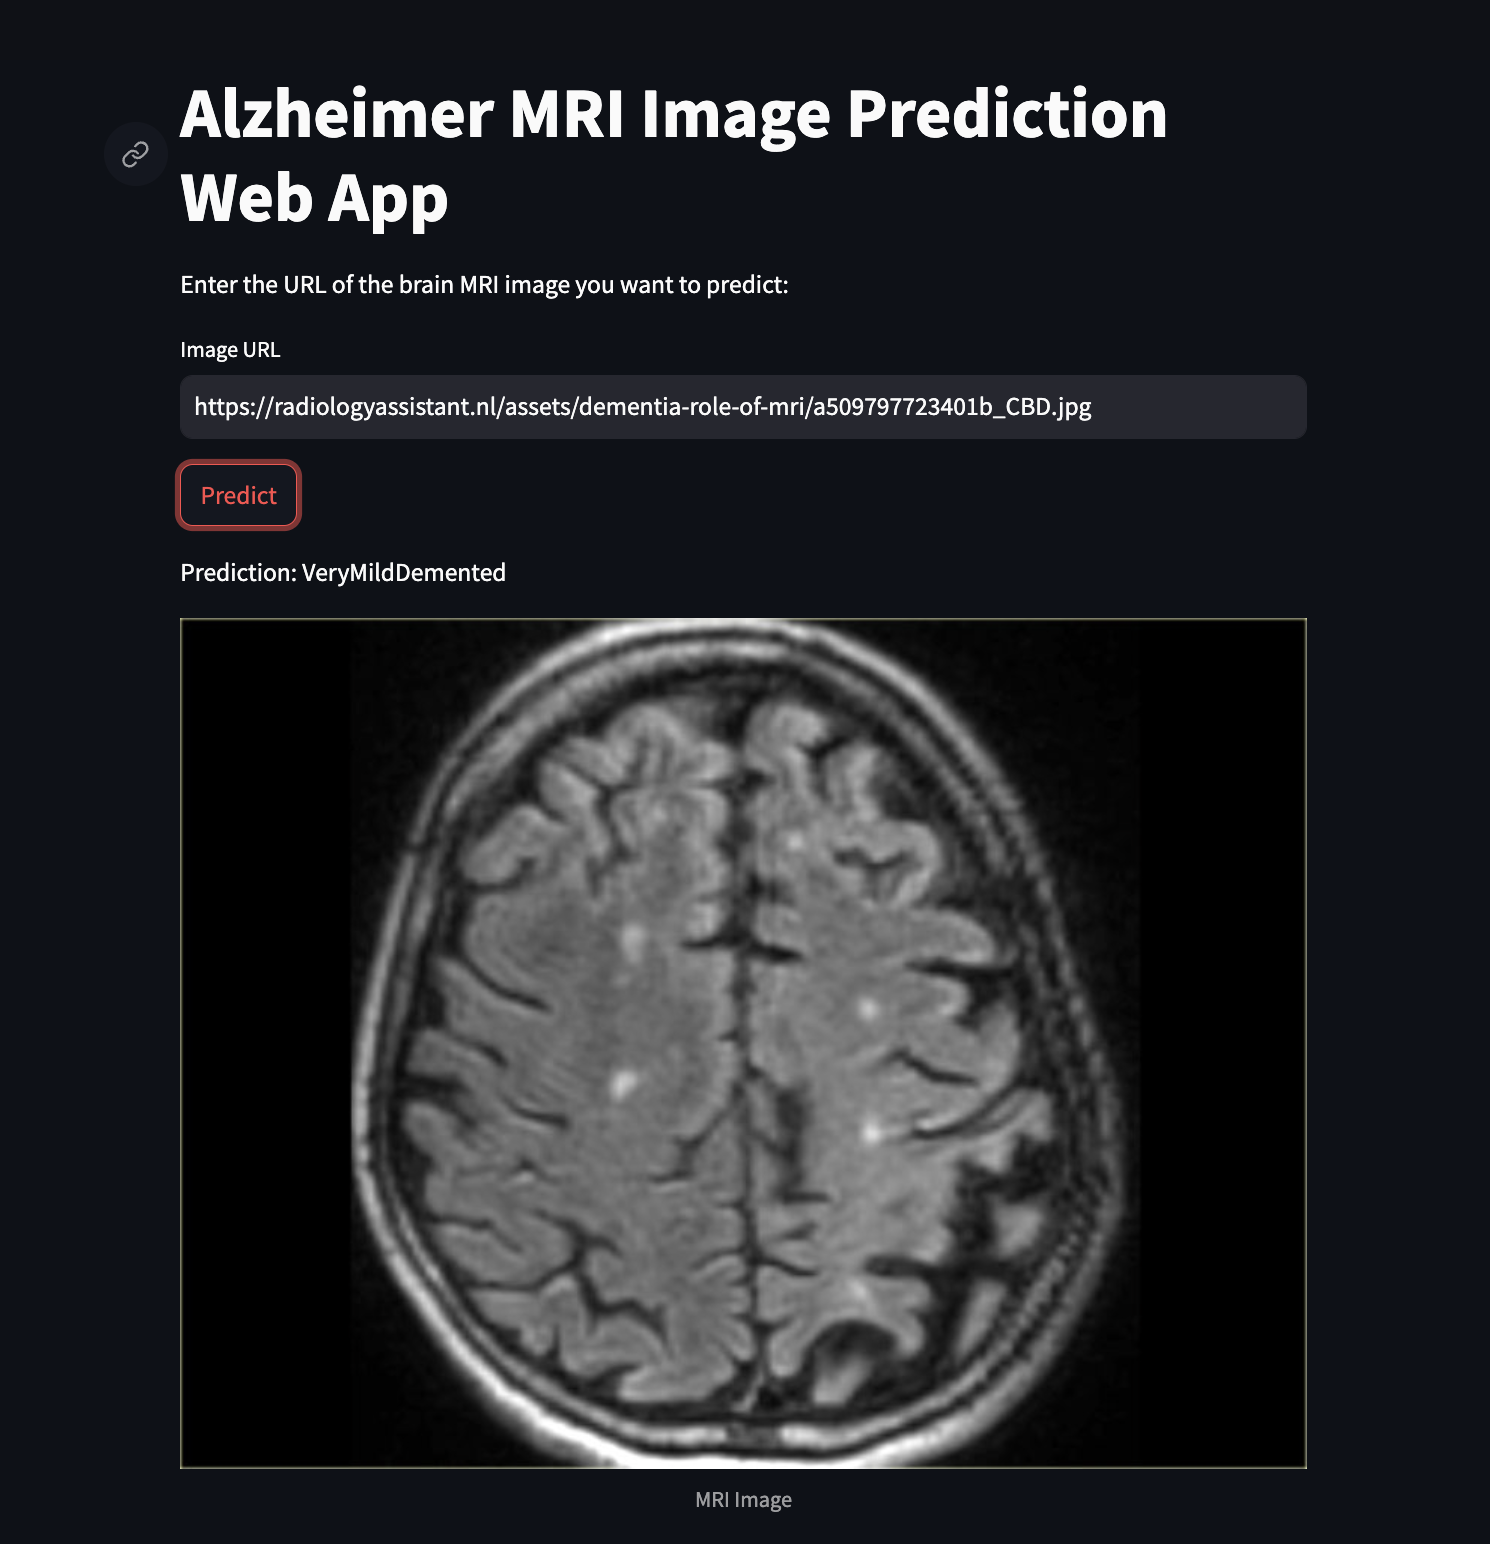 Alzheimer MRI Image Prediction
Web App
Enter the URL of the brain MRI image you want to predict:
Image URL
https://radiologyassistant.nl/assets/dementia-role-of-mri/a509797723401b_CBD.jpg
Predict
Prediction: VeryMildDemented
MRI Image